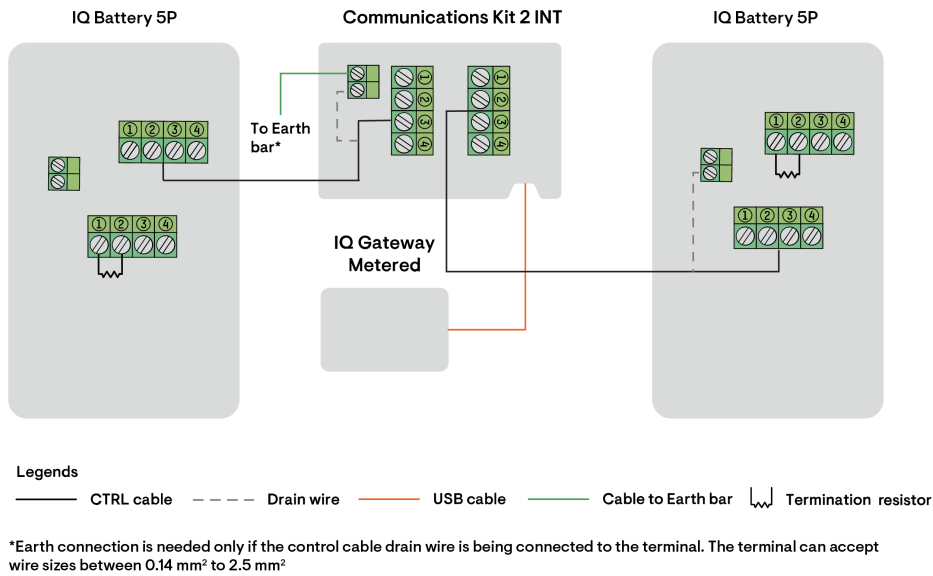 IQ Battery 5P
Communications Kit 2 INT
IQ Battery 5P
To Earth
bar*
1
2
3
4
1
2
3
4
1 2 3 4
1 2 3 4
1 2 3 4
1 2 3 4
IQ Gateway
Metered
Legends
CTRL cable
Drain wire
USB cable
Cable to Earth bar
Termination resistor
*Earth connection is needed only if the control cable drain wire is being connected to the terminal. The terminal can accept
wire sizes between 0.14 mm² to 2.5 mm²